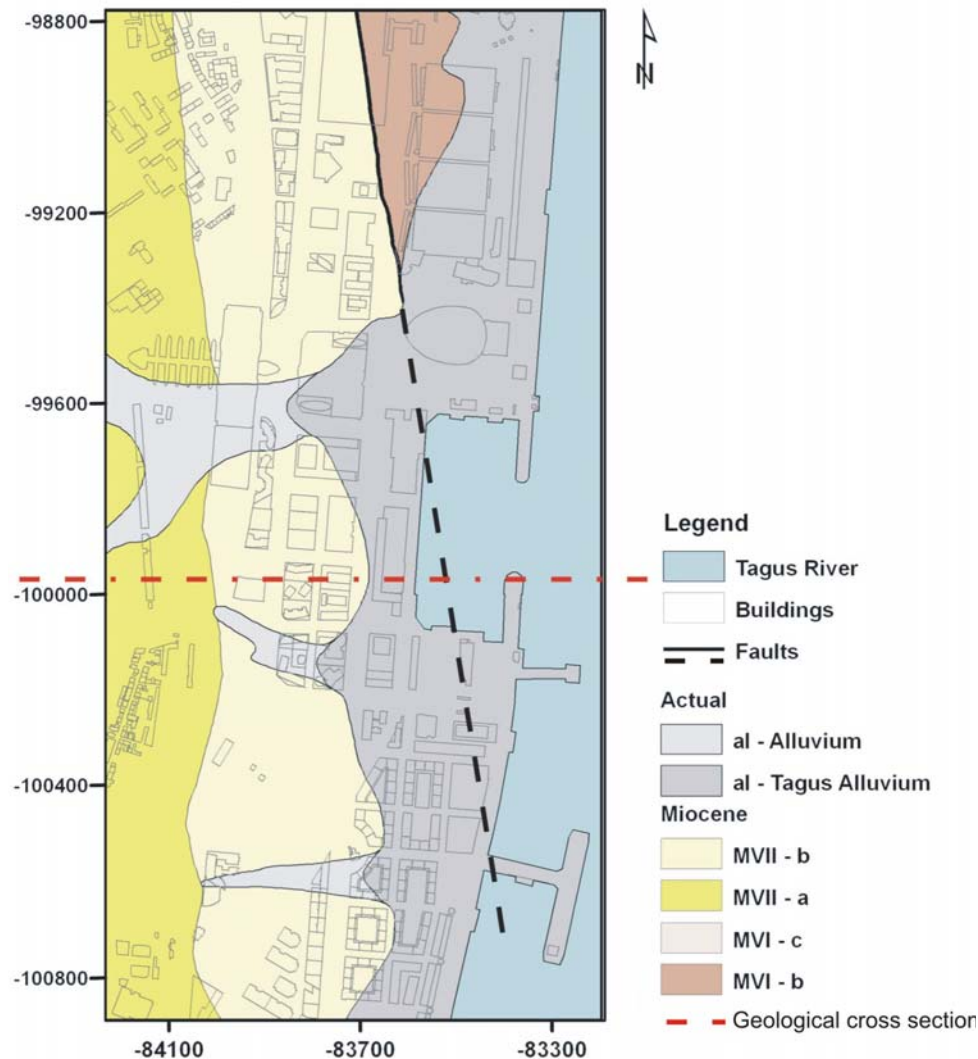 -98800
N
-99200
-99600
-100000
-100400
-100800
-84100
-83700
-83300
Legend
Tagus River
Buildings
Faults
Actual
al - Alluvium
al - Tagus Alluvium
Miocene
MVII - b
MVII - a
MVI - c
MVI - b
Geological cross section